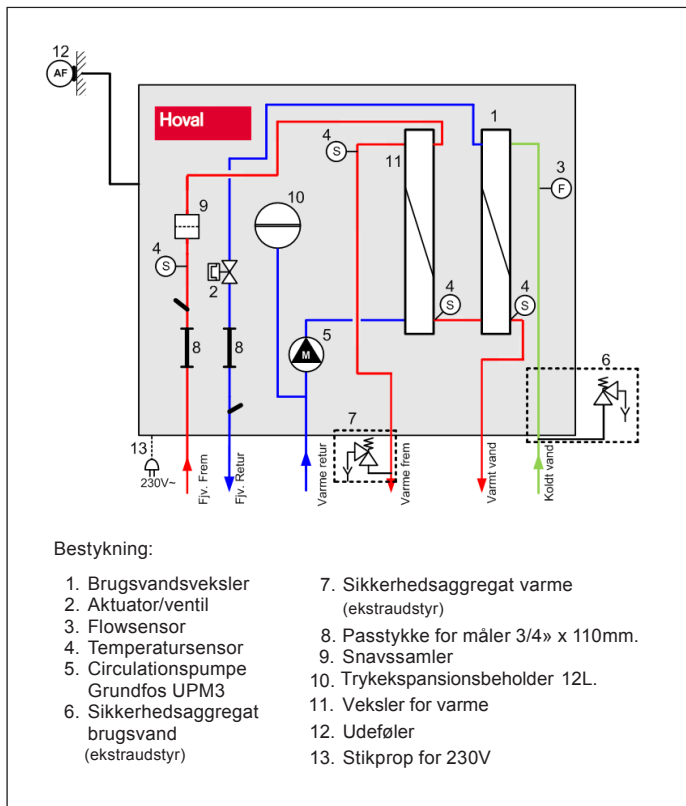 12
AF
Hoval
4
S
1
11
3
F
9
10
4
S
2
4
S
4
S
8
8
5
M
6
7
13
230V~
Fjv. Frem
Fjv. Retur
Varme retur
Varme frem
Varmt vand
Koldt vand
Bestykning:
1. Brugsvandsveksler
2. Aktuator/ventil
3. Flowsensor
4. Temperatursensor
5. Circulationspumpe
Grundfos UPM3
6. Sikkerhedsaggregat
brugsvand
(ekstraudstyr)
7. Sikkerhedsaggregat varme
(ekstraudstyr)
8. Passtykke for måler 3/4» x 110mm.
9. Snavssamler
10. Trykekspansionsbeholder 12L.
11. Veksler for varme
12. Udeføler
13. Stikprop for 230V